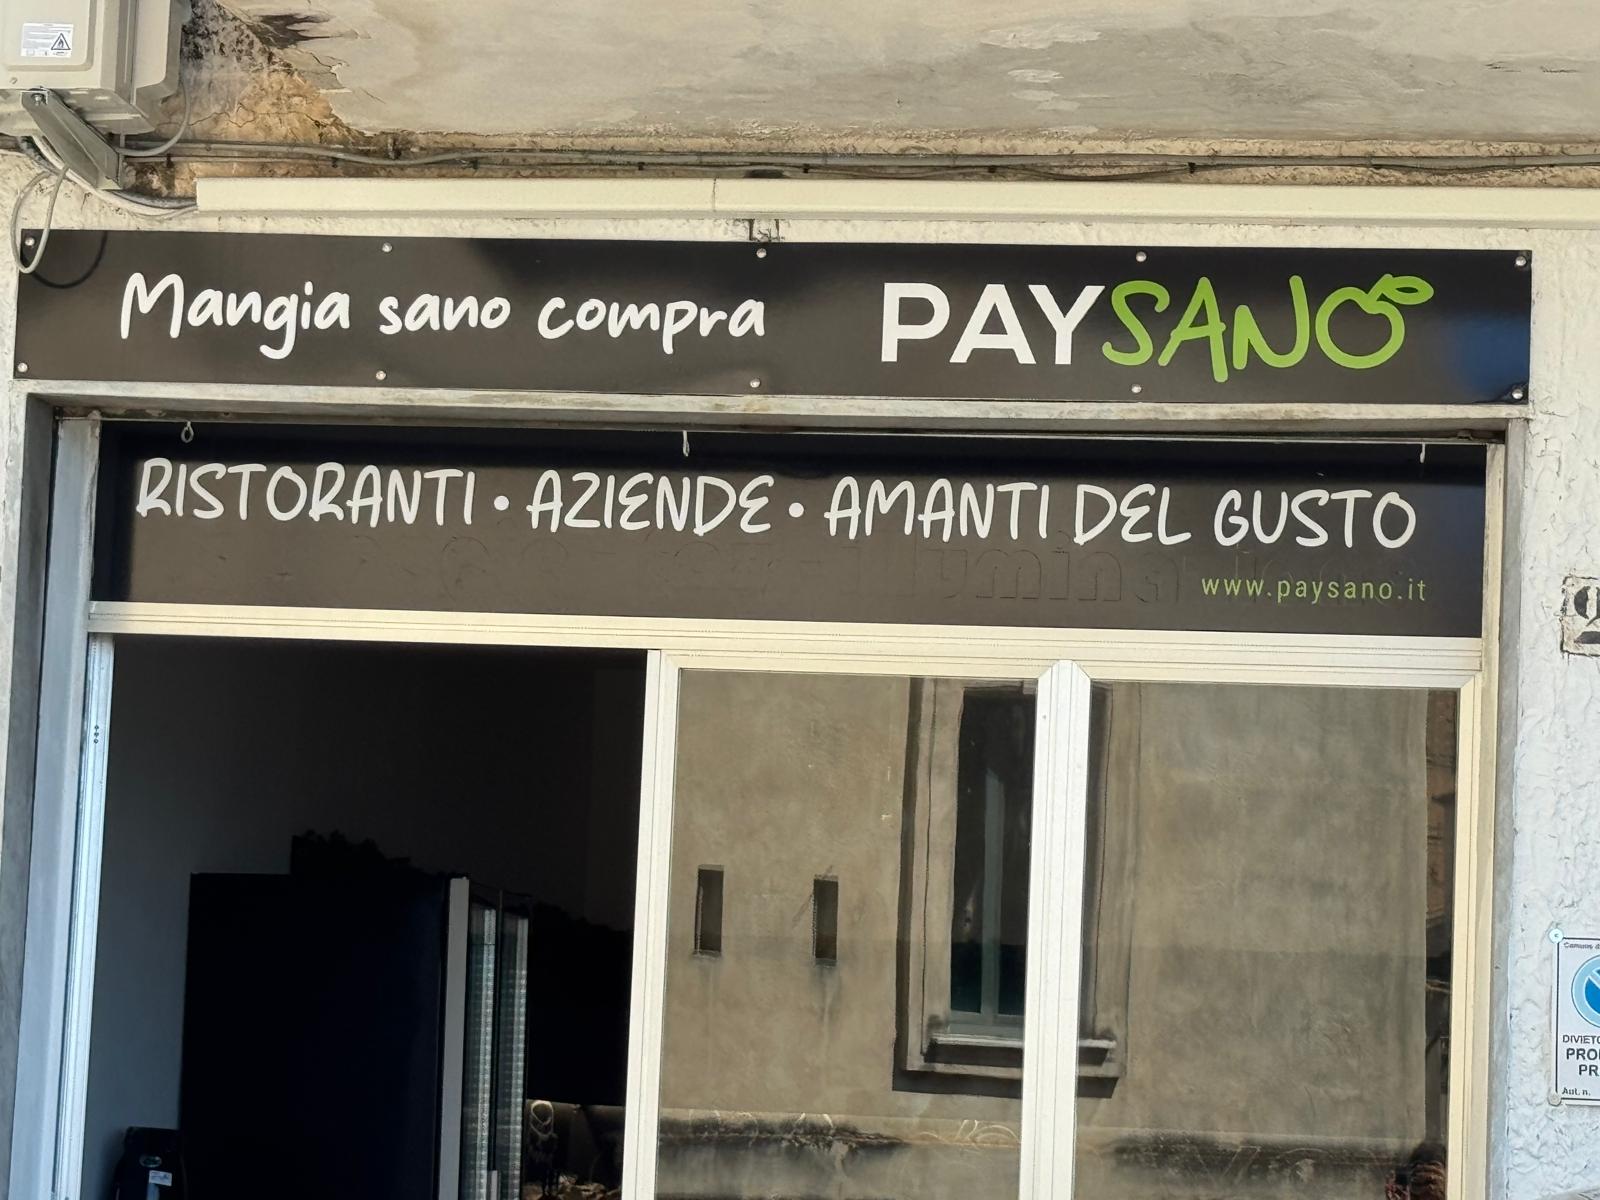 Mangia sano compra PAYSANO
RISTORANTI • AZIENDE • AMANTI DEL GUSTO
www.paysano.it